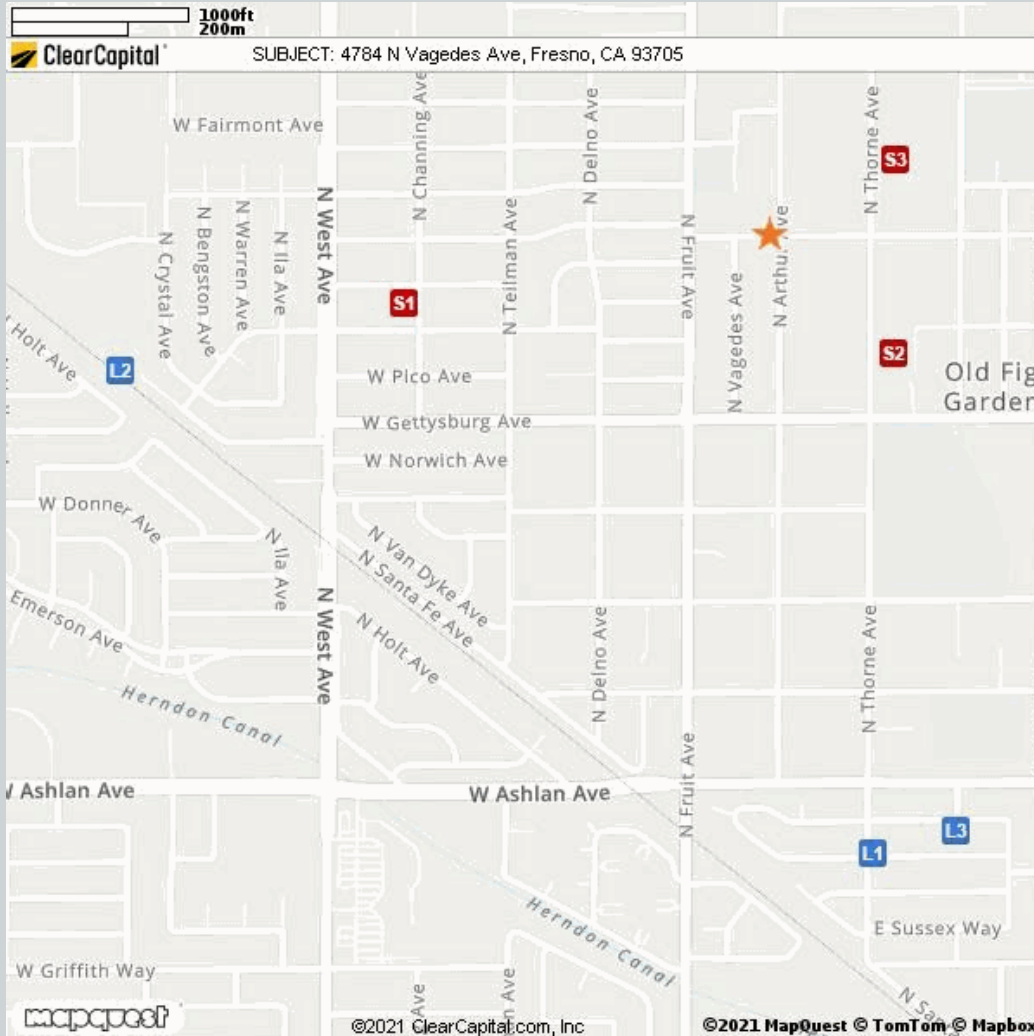 1000ft
200m
ClearCapital
SUBJECT: 4784 N Vagedes Ave, Fresno, CA 93705
W Fairmont Ave
N Channing Ave
N Delno Ave
N Thorne Ave
S3
N West Ave
N Crystal Ave
N Bengston Ave
N Warren Ave
N Ila Ave
N Teilman Ave
N Fruit Ave
N Vagedes Ave
S1
Holt Ave
L2
S2
W Pico Ave
Old Fig
Garden
W Gettysburg Ave
W Norwich Ave
W Donner Ave
N Ila Ave
N Van Dyke Ave
N Santa Fe Ave
Emerson Ave
N West Ave
N Holt Ave
N Delno Ave
N Thorne Ave
Herndon Canal
N Fruit Ave
W Ashlan Ave
W Ashlan Ave
L3
L1
Herndon Canal
E Sussex Way
W Griffith Way
Ave
Ave
mapquest
©2021 ClearCapital.com, Inc
©2021 MapQuest © TomTom © Mapbo